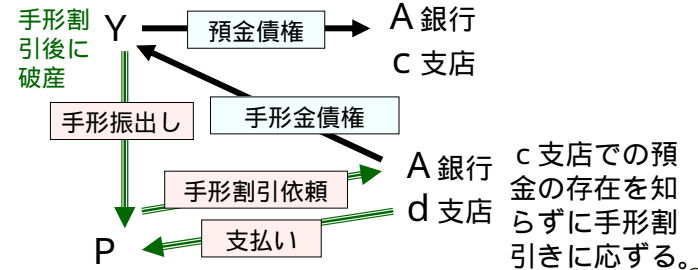 手形割
引後に
破産
Y
預金債権
A 銀行
c 支店
手形振出し
手形金債権
A 銀行
d 支店
手形割引依頼
支払い
P
c 支店での預
金の存在を知
らずに手形割
引きに応ずる。